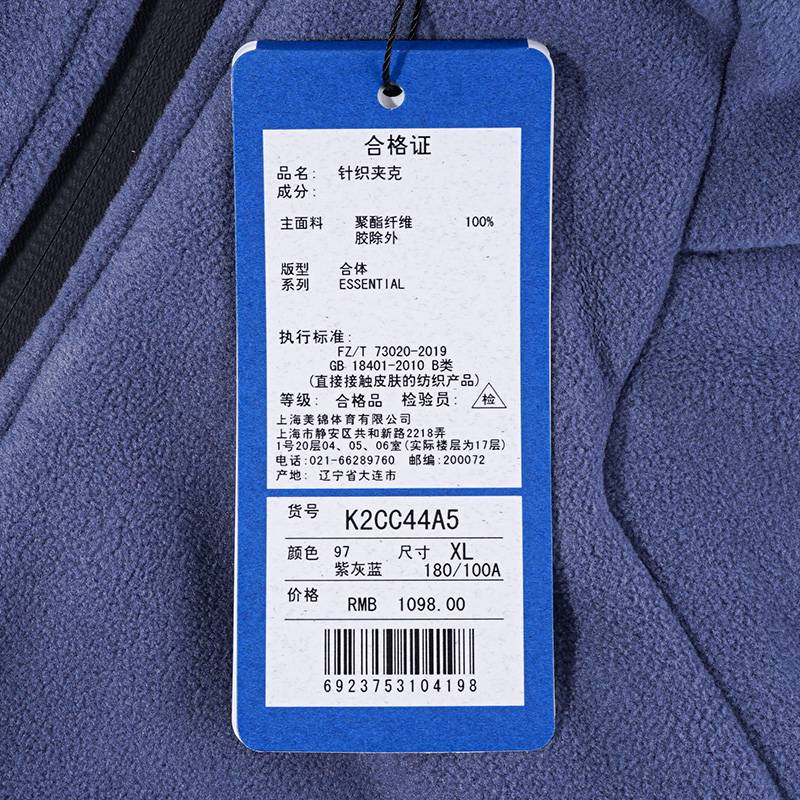 合格证
品名: 针织夹克
成分:
主面料 聚酯纤维 100%
胶除外
版型 合体
系列 ESSENTIAL
执行标准:
FZ/T 73020-2019
GB 18401-2010 B类
(直接接触皮肤的纺织产品)
等级: 合格品 检验员: 检
上海美锦体育有限公司
上海市静安区共和新路2218弄
1号20层04、05、06室(实际楼层为17层)
电话:021-66289760 邮编:200072
产地: 辽宁省大连市
货号 K2CC44A5
颜色 97 尺寸 XL
紫灰蓝 180/100A
价格 RMB 1098.00
6923753104198